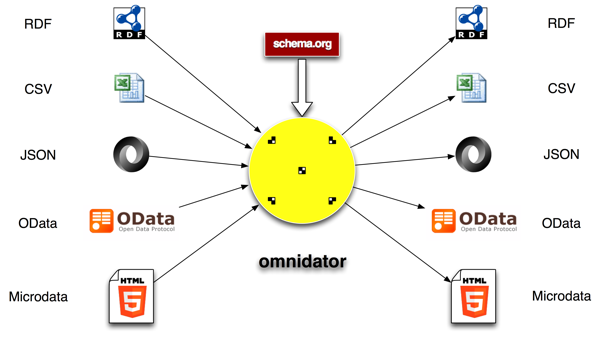 RDF
RDF
schema.org
RDF
RDF
CSV
CSV
JSON
JSON
OData
OData
Open Data Protocol
OData
Open Data Protocol
OData
omnidator
Microdata
HTML
5
HTML
5
Microdata